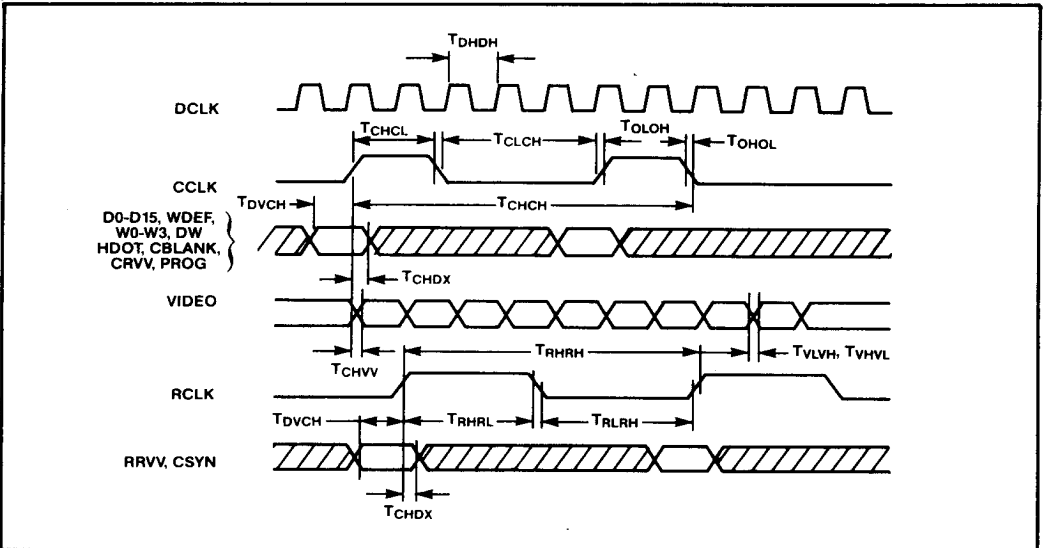 TDHDH
DCLK
TCHCL
TCLCH
TOLOH
TOHOL
CCLK
TDVCH
TCHCH
D0-D15, WDEF,
W0-W3, DW
HDOT, CBLANK,
CRVV, PROG
TCHDX
VIDEO
TCHVV
TRHRH
TVLVH, TVHVL
RCLK
TDVCH
TRHRL
TRLRH
RRVV, CSYN
TCHDX